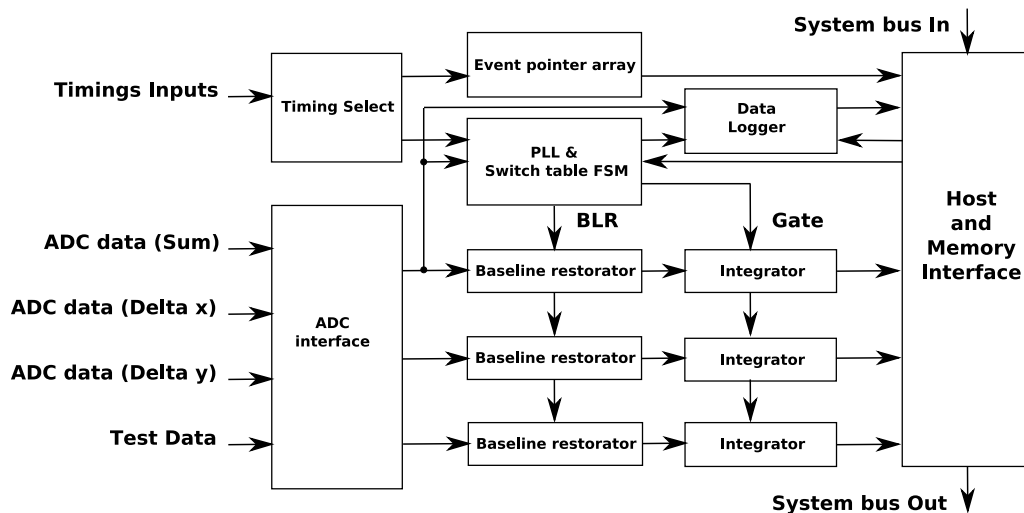 System bus In
Timings Inputs
Timing Select
Event pointer array
Data
Logger
PLL &
Switch table FSM
BLR
Gate
Host
and
Memory
Interface
ADC data (Sum)
ADC data (Delta x)
ADC data (Delta y)
Test Data
ADC
interface
Baseline restorator
Integrator
Baseline restorator
Integrator
Baseline restorator
Integrator
System bus Out